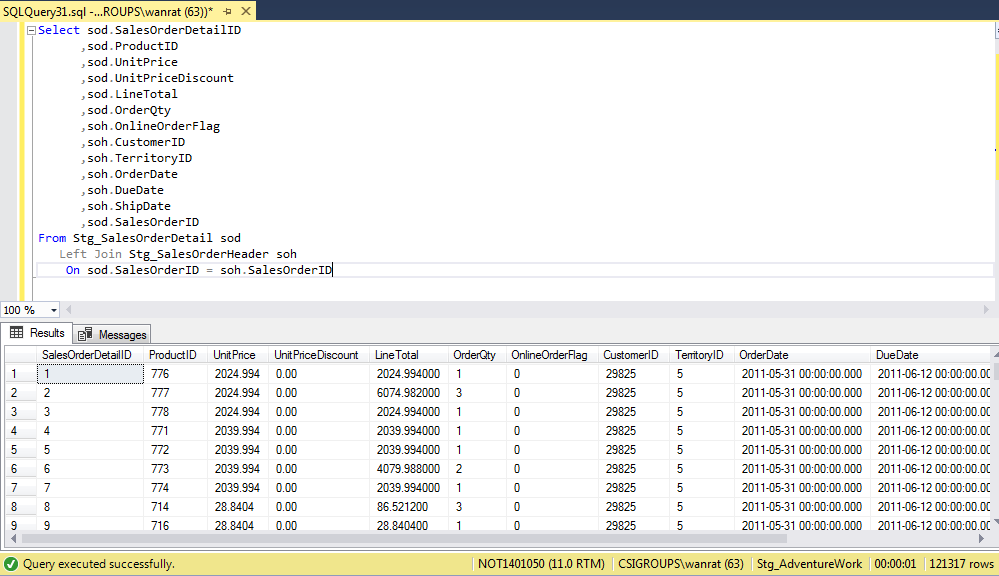 SQLQuery31.sql -...ROUPS\wanrat (63))*
Select sod.SalesOrderDetailID
,sod.ProductID
,sod.UnitPrice
,sod.UnitPriceDiscount
,sod.LineTotal
,sod.OrderQty
,soh.OnlineOrderFlag
,soh.CustomerID
,soh.TerritoryID
,soh.OrderDate
,soh.DueDate
,soh.ShipDate
,sod.SalesOrderID
From Stg_SalesOrderDetail sod
Left Join Stg_SalesOrderHeader soh
On sod.SalesOrderID = soh.SalesOrderID
100 %
Results Messages
SalesOrderDetailID ProductID UnitPrice UnitPriceDiscount LineTotal OrderQty OnlineOrderFlag CustomerID TerritoryID OrderDate DueDate
1 1 776 2024.994 0.00 2024.994000 1 0 29825 5 2011-05-31 00:00:00.000 2011-06-12 00:00:00.00
2 2 777 2024.994 0.00 6074.982000 3 0 29825 5 2011-05-31 00:00:00.000 2011-06-12 00:00:00.00
3 3 778 2024.994 0.00 2024.994000 1 0 29825 5 2011-05-31 00:00:00.000 2011-06-12 00:00:00.00
4 4 771 2039.994 0.00 2039.994000 1 0 29825 5 2011-05-31 00:00:00.000 2011-06-12 00:00:00.00
5 5 772 2039.994 0.00 2039.994000 1 0 29825 5 2011-05-31 00:00:00.000 2011-06-12 00:00:00.00
6 6 773 2039.994 0.00 4079.988000 2 0 29825 5 2011-05-31 00:00:00.000 2011-06-12 00:00:00.00
7 7 774 2039.994 0.00 2039.994000 1 0 29825 5 2011-05-31 00:00:00.000 2011-06-12 00:00:00.00
8 8 714 28.8404 0.00 86.521200 3 0 29825 5 2011-05-31 00:00:00.000 2011-06-12 00:00:00.00
9 9 716 28.8404 0.00 28.840400 1 0 29825 5 2011-05-31 00:00:00.000 2011-06-12 00:00:00.00
Query executed successfully. NOT1401050 (11.0 RTM) CSIGROUPS\wanrat (63) Stg_AdventureWork 00:00:01 121317 rows